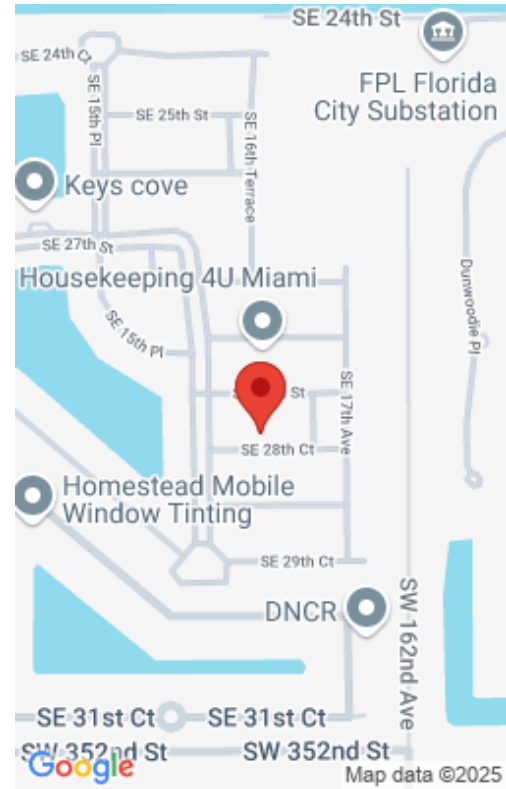 SE 24th St
SE 24th Ct
FPL Florida
City Substation
SE 15th Pl
SE 25th St
SE 16th Terrace
Keys cove
SE 27th St
Housekeeping 4U Miami
Dunwoodie Pl
SE 15th Pl
St
SE 17th Ave
SE 28th Ct
Homestead Mobile
Window Tinting
SE 29th Ct
SW 162nd Ave
DNCR
SE 31st Ct
SE 31st Ct
SW 352nd St
SW 352nd St
Google
Map data ©2025